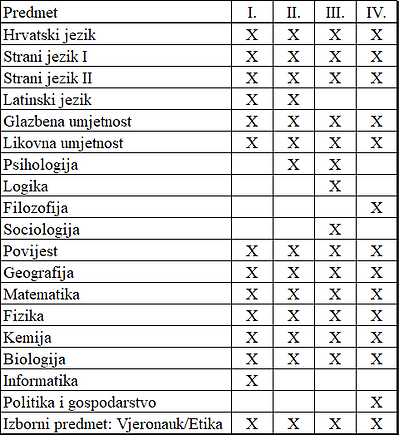 Predmet I. II. III. IV.
Hrvatski jezik X X X X
Strani jezik I X X X X
Strani jezik II X X X X
Latinski jezik X X
Glazbena umjetnost X X X X
Likovna umjetnost X X X X
Psihologija X X
Logika X
Filozofija X
Sociologija X
Povijest X X X X
Geografija X X X X
Matematika X X X X
Fizika X X X X
Kemija X X X X
Biologija X X X X
Informatika X
Politika i gospodarstvo X
Izborni predmet: Vjeronauk/Etika X X X X